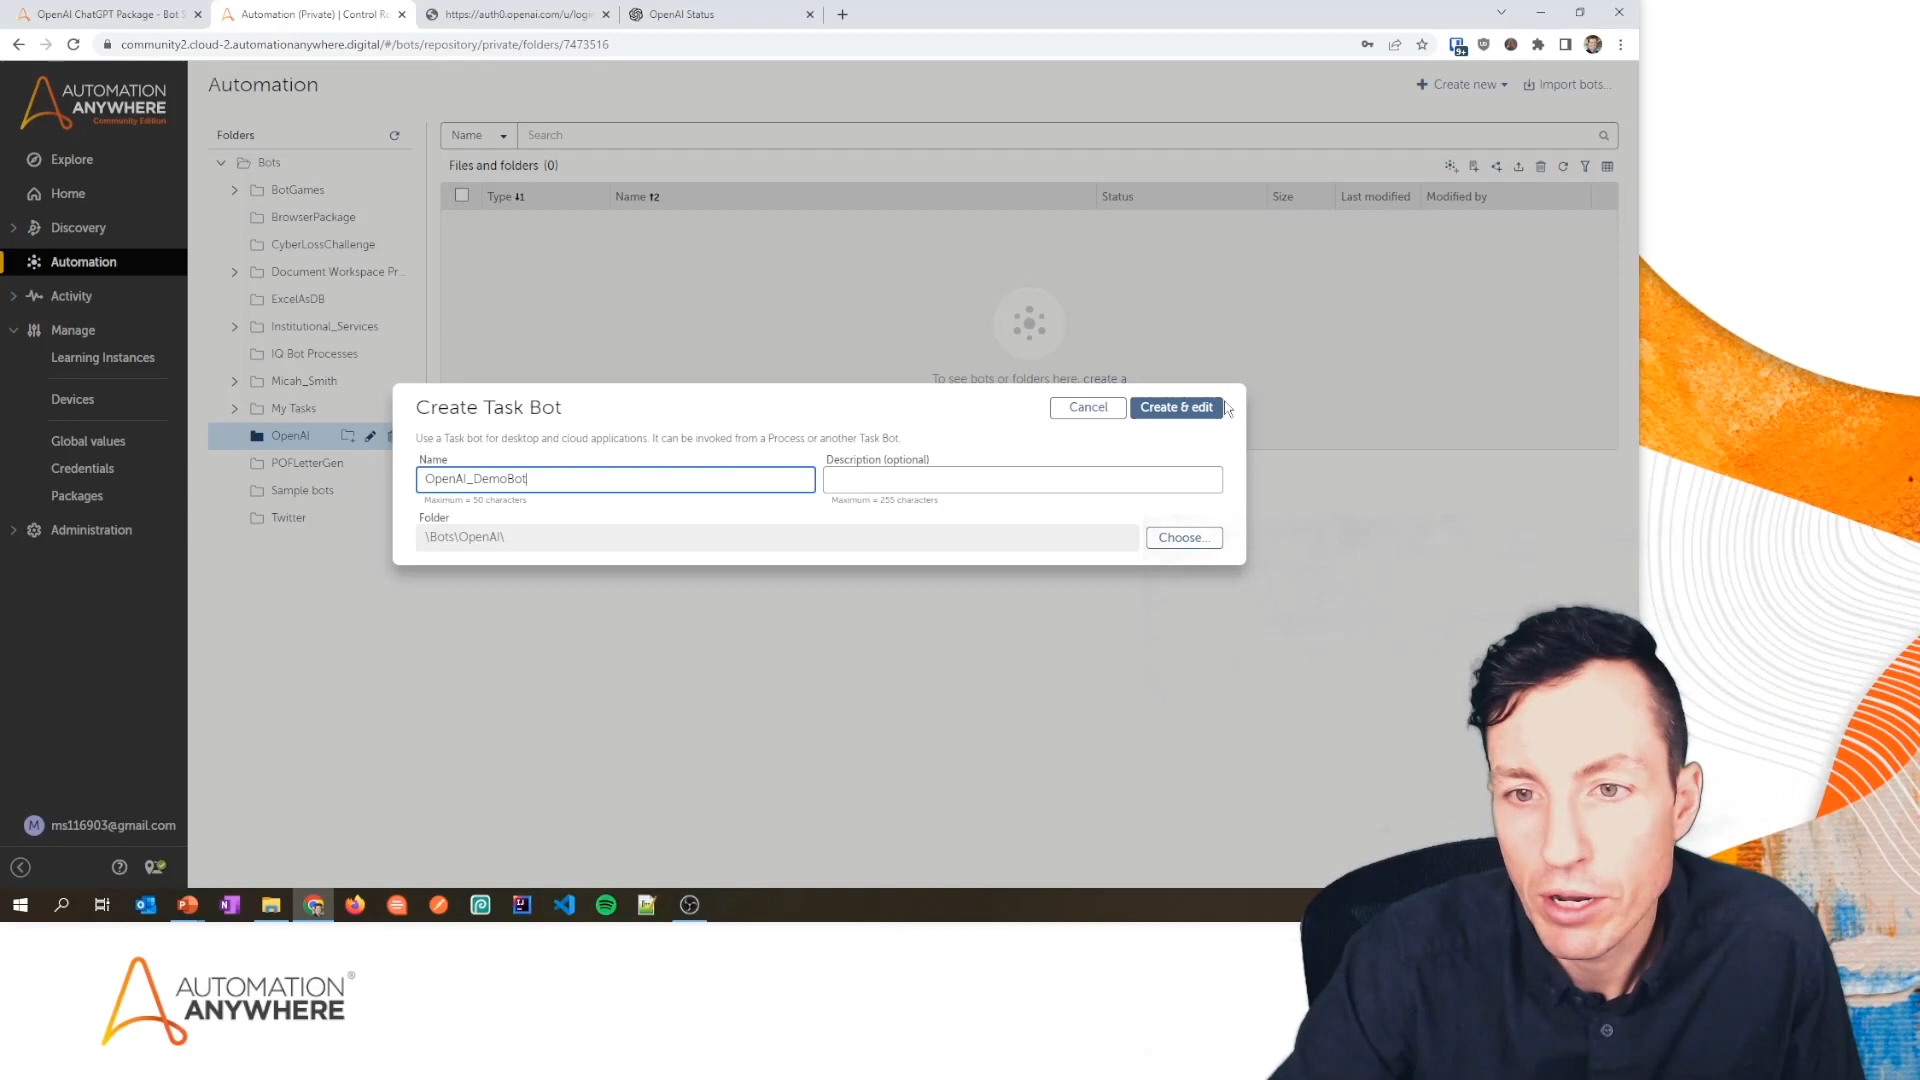 OpenAI ChatGPT Package - Bot S
Automation (Private) | Control Ro
https://auth0.openai.com/u/login
OpenAI Status
community2.cloud-2.automationanywhere.digital/#/bots/repository/private/folders/7473516
9+
AUTOMATION
ANYWHERE
Community Edition
Explore
Home
Discovery
Automation
Activity
Manage
Learning Instances
Devices
Global values
Credentials
Packages
Administration
M ms116903@gmail.com
Automation
Create new
Import bots...
Folders
Bots
BotGames
BrowserPackage
CyberLossChallenge
Document Workspace Pr...
ExcelAsDB
Institutional_Services
IQ Bot Processes
Micah_Smith
My Tasks
OpenAI
POFLetterGen
Sample bots
Twitter
Name
Search
Files and folders (0)
Type
Name
Status
Size
Last modified
Modified by
To see bots or folders here, create a
Create Task Bot
Cancel
Create & edit
Use a Task bot for desktop and cloud applications. It can be invoked from a Process or another Task Bot.
Name
Description (optional)
OpenAI_DemoBot
Maximum = 50 characters
Maximum = 255 characters
Folder
\Bots\OpenAI\
Choose...
AUTOMATION®
ANYWHERE